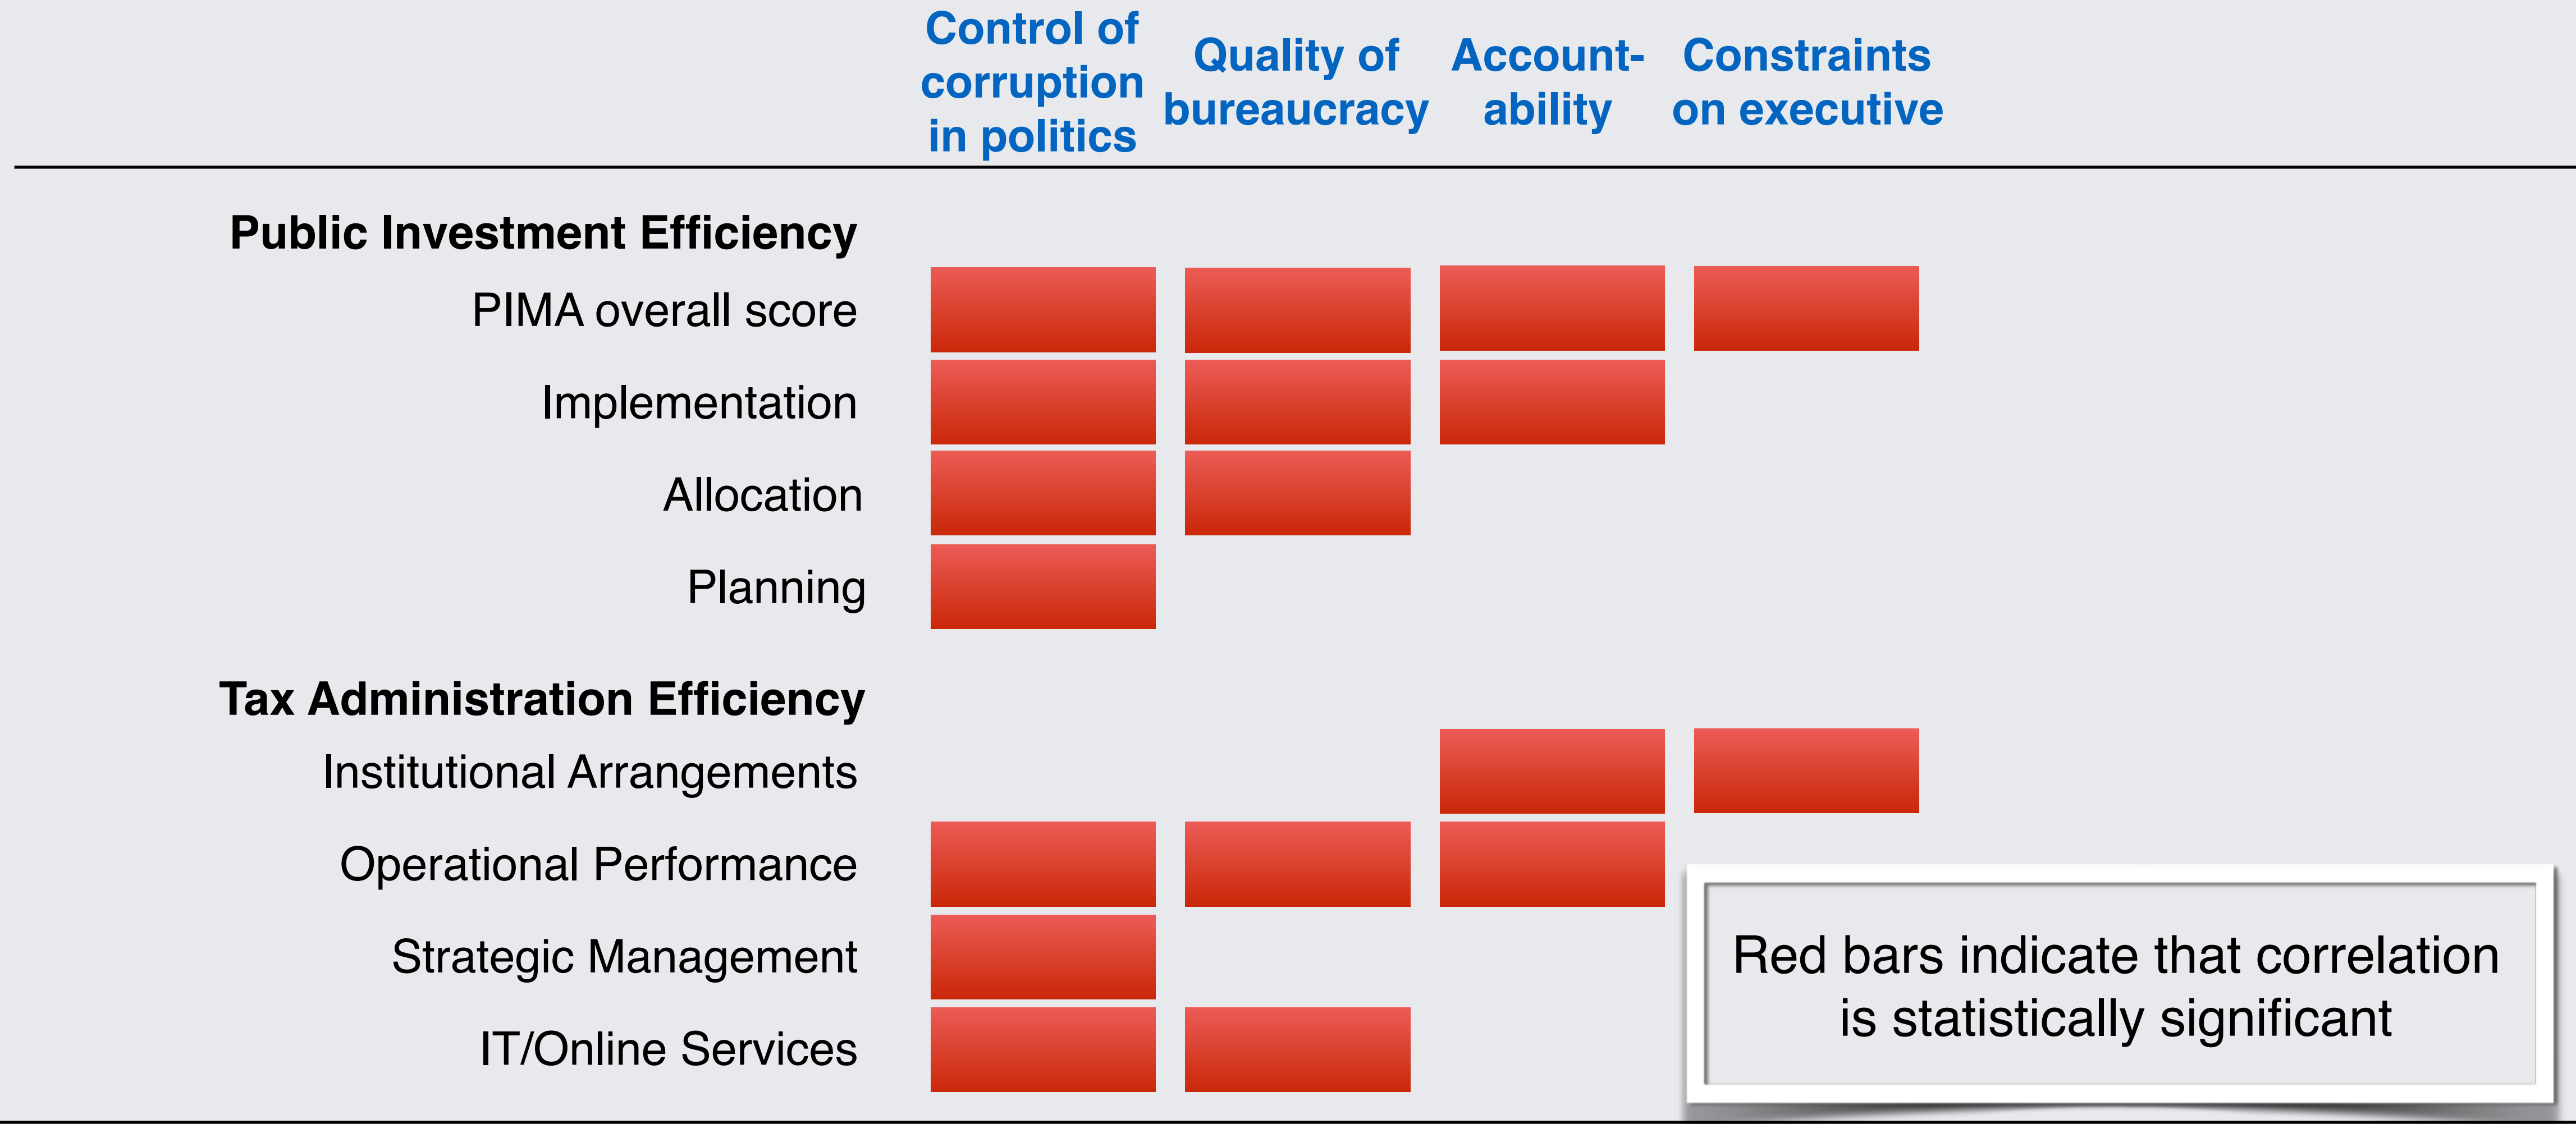 Control of
corruption
in politics
Quality of
bureaucracy
Account-
ability
Constraints
on executive
Public Investment Efficiency
PIMA overall score
Implementation
Allocation
Planning
Tax Administration Efficiency
Institutional Arrangements
Operational Performance
Strategic Management
IT/Online Services
Red bars indicate that correlation
is statistically significant